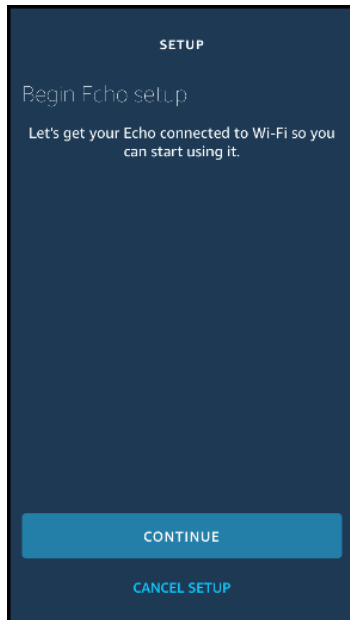 SETUP
Begin Echo setup
Let's get your Echo connected to Wi-Fi so you
can start using it.
CONTINUE
CANCEL SETUP